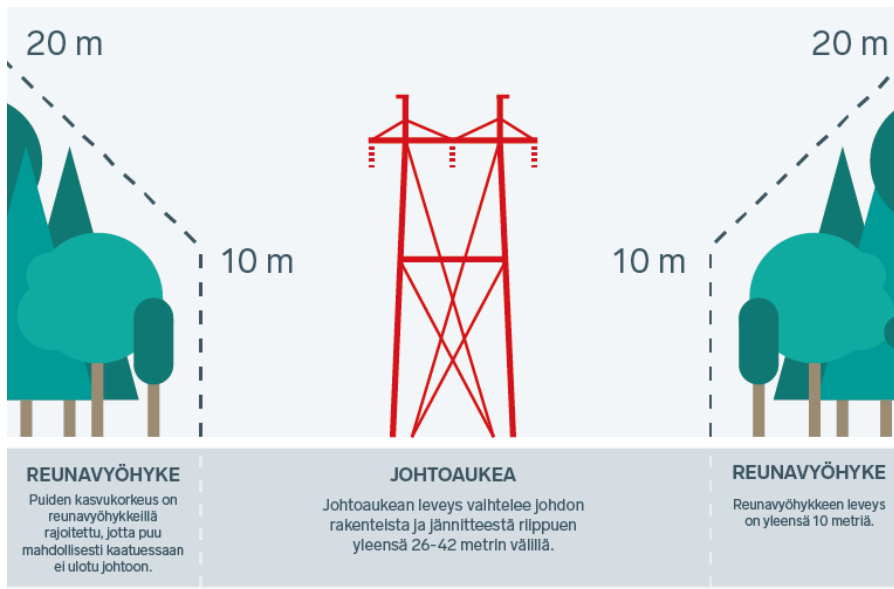 20 m
20 m
10 m
10 m
REUNAVYÖHYKE
Puiden kasvukorkeus on
reunavyöhykkeillä
rajoitettu, jotta puu
mahdollisesti kaatuessaan
ei ulotu johtoon.
JOHTOAUKEA
Johtoaukean leveys vaihtelee johdon
rakenteista ja jännitteestä riippuen
yleensä 26-42 metrin välillä.
REUNAVYÖHYKE
Reunavyöhykkeen leveys
on yleensä 10 metriä.